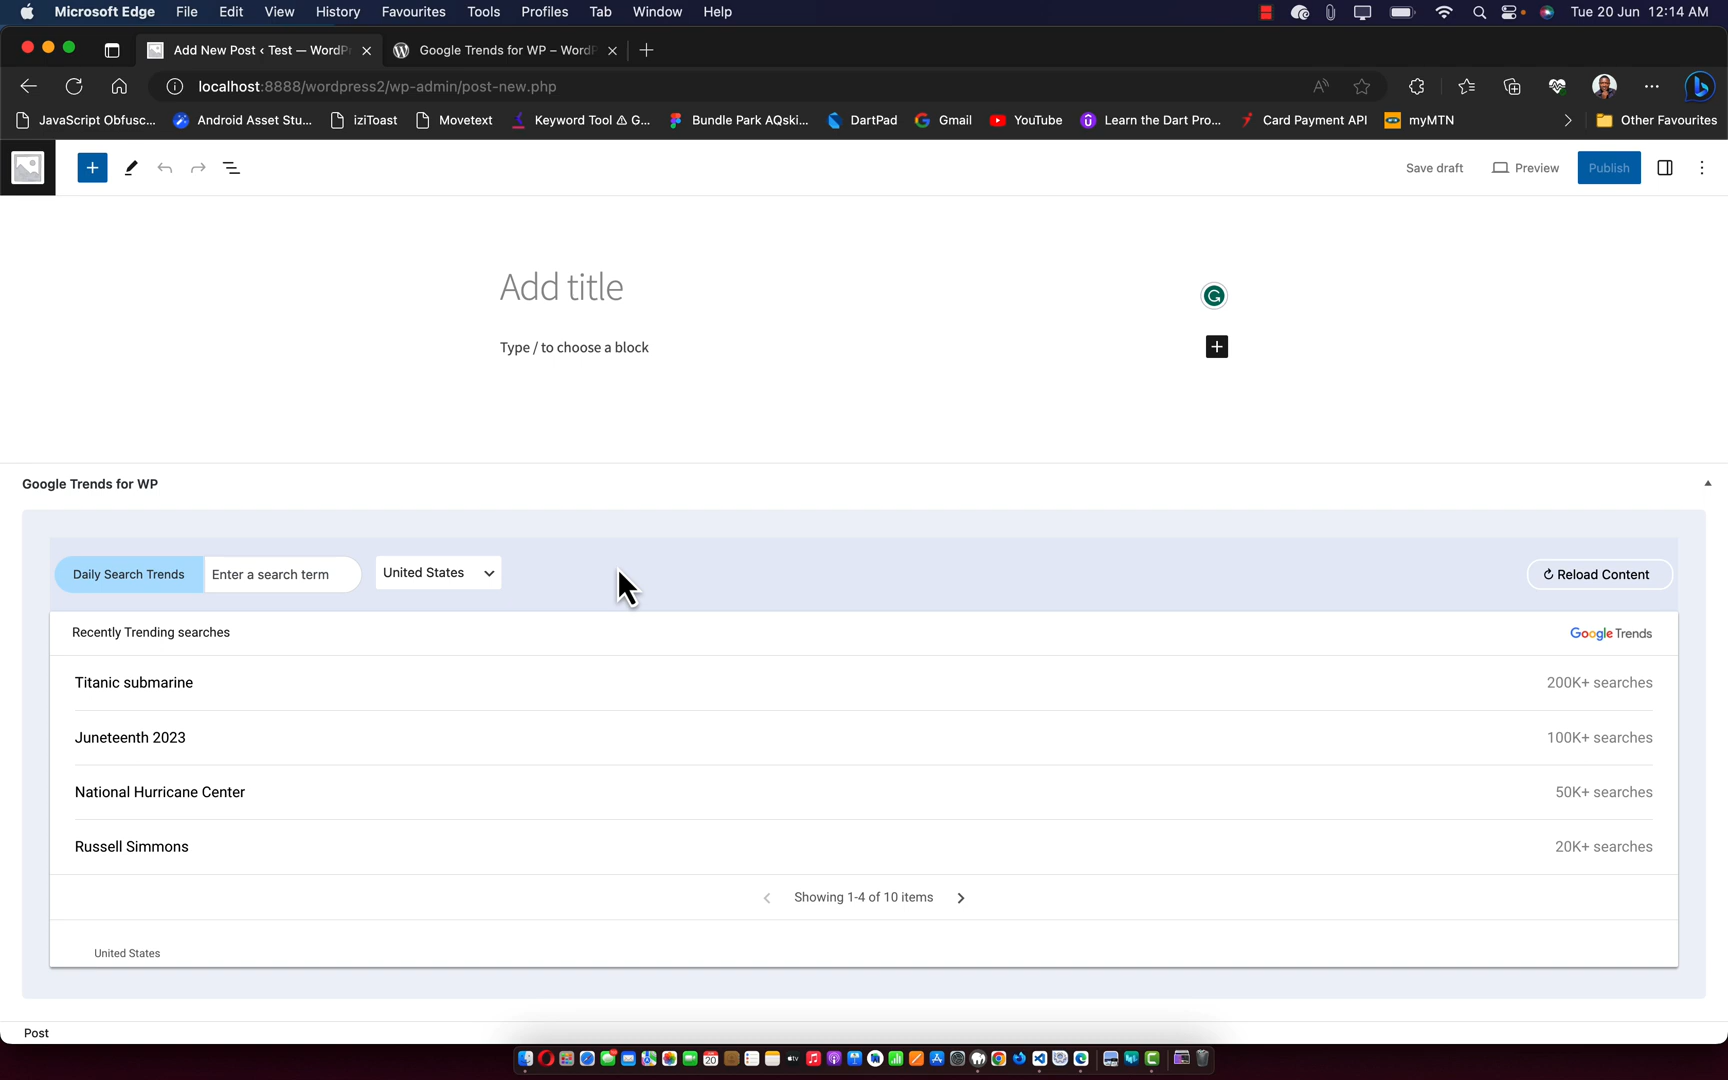 Microsoft Edge File Edit View History Favourites Tools Profiles Tab Window Help Tue 20 Jun 12:14 AM
Add New Post ‹ Test — WordPr Google Trends for WP – WordP
localhost:8888/wordpress2/wp-admin/post-new.php
JavaScript Obfusc... Android Asset Stu... iziToast Movetext Keyword Tool ⚠ G... Bundle Park AQski... DartPad Gmail YouTube Learn the Dart Pro... Card Payment API myMTN Other Favourites
Save draft Preview Publish
Add title
Type / to choose a block
Google Trends for WP
Daily Search Trends Enter a search term United States Reload Content
Recently Trending searches Google Trends
Titanic submarine 200K+ searches
Juneteenth 2023 100K+ searches
National Hurricane Center 50K+ searches
Russell Simmons 20K+ searches
Showing 1-4 of 10 items
United States
Post